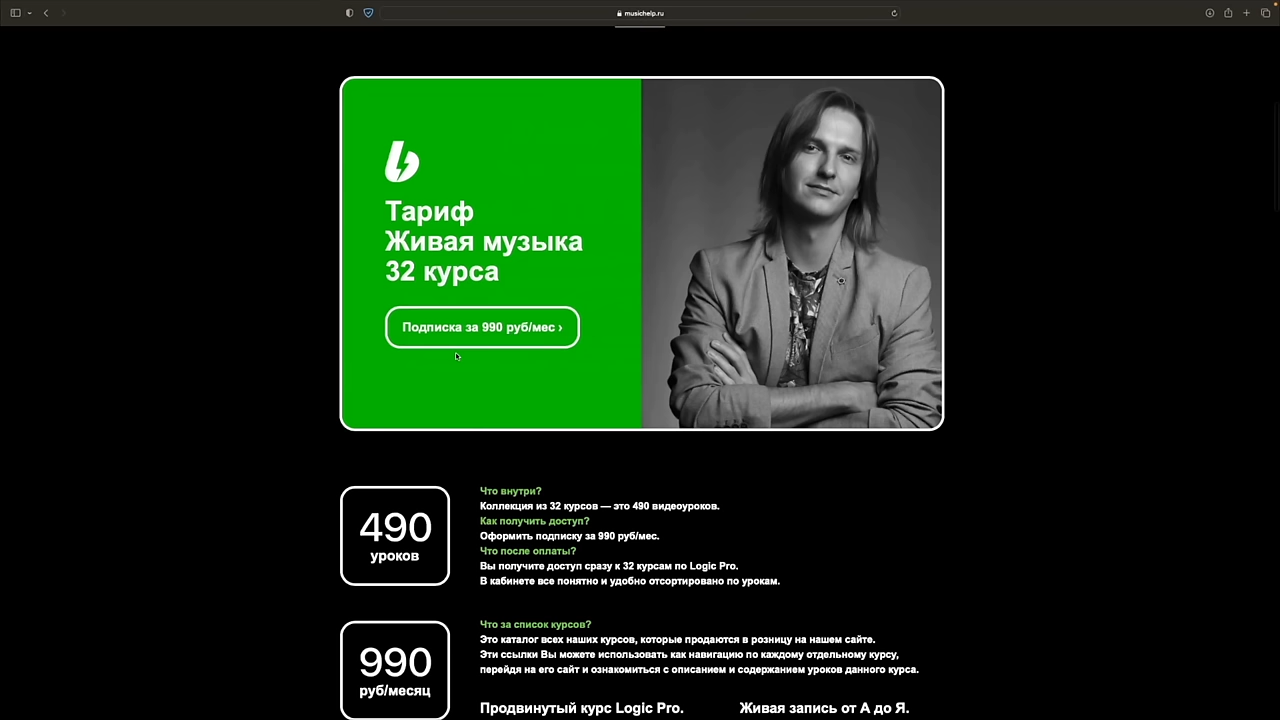 musichelp.ru
Тариф
Живая музыка
32 курса
Подписка за 990 руб/мес ›
490
уроков
Что внутри?
Коллекция из 32 курсов — это 490 видеоуроков.
Как получить доступ?
Оформить подписку за 990 руб/мес.
Что после оплаты?
Вы получите доступ сразу к 32 курсам по Logic Pro.
В кабинете все понятно и удобно отсортировано по урокам.
990
руб/месяц
Что за список курсов?
Это каталог всех наших курсов, которые продаются в розницу на нашем сайте.
Эти ссылки Вы можете использовать как навигацию по каждому отдельному курсу,
перейдя на его сайт и ознакомиться с описанием и содержанием уроков данного курса.
Продвинутый курс Logic Pro.
Живая запись от А до Я.